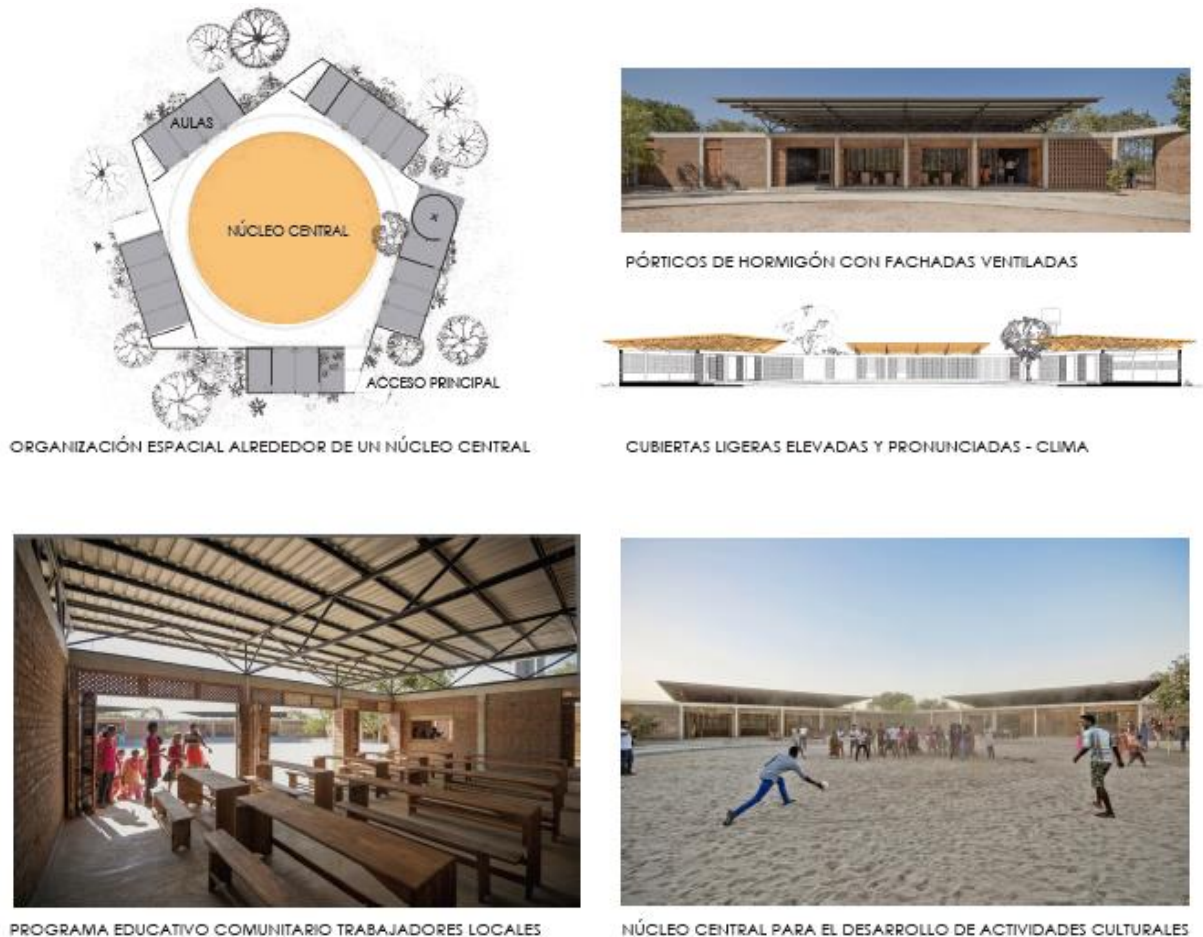 AULAS
NÚCLEO CENTRAL
ACCESO PRINCIPAL
ORGANIZACIÓN ESPACIAL ALREDEDOR DE UN NÚCLEO CENTRAL
PÓRTICOS DE HORMIGÓN CON FACHADAS VENTILADAS
CUBIERTAS LIGERAS ELEVADAS Y PRONUNCIADAS - CLIMA
PROGRAMA EDUCATIVO COMUNITARIO TRABAJADORES LOCALES
NÚCLEO CENTRAL PARA EL DESARROLLO DE ACTIVIDADES CULTURALES